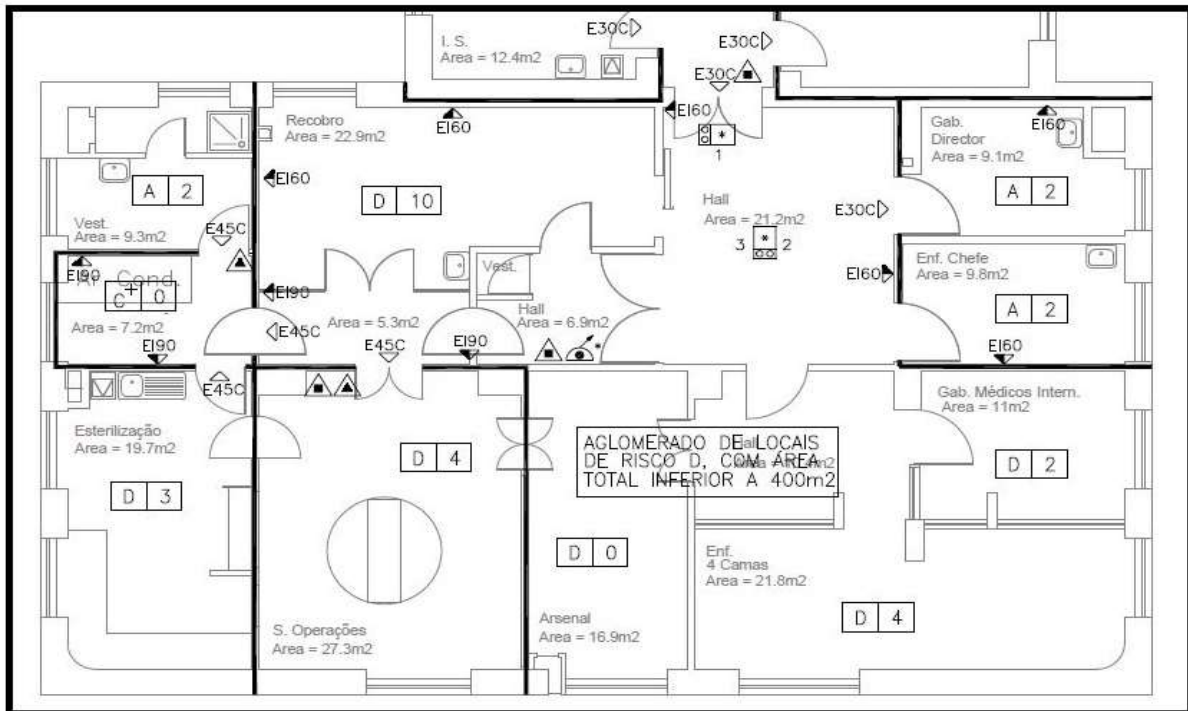 I. S.
Area = 12.4m2
E30C
E30C
E30C
Recobro
Area = 22.9m2
EI60
EI60
*
1
Gab.
Director
Area = 9.1m2
EI60
A 2
EI60
D 10
A 2
Vest.
Area = 9.3m2
E45C
Hall
Area = 21.2m2
E30C
3 * 2
EI90
Ar Cond.
C+ 0
Area = 7.2m2
EI90
EI90
E45C
Area = 5.3m2
E45C
Vest.
Hall
Area = 6.9m2
EI90
*
EI60
Enf. Chefe
Area = 9.8m2
A 2
EI60
E45C
Esterilização
Area = 19.7m2
D 3
D 4
AGLOMERADO DE LOCAIS
DE RISCO D, COM ÁREA
TOTAL INFERIOR A 400m2
Gab. Médicos Intern.
Area = 11m2
D 2
D 0
Enf.
4 Camas
Area = 21.8m2
D 4
S. Operações
Area = 27.3m2
Arsenal
Area = 16.9m2